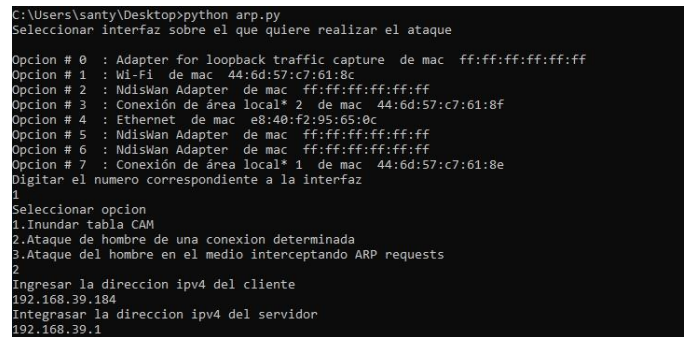 C:\Users\santy\Desktop>python arp.py
Seleccionar interfaz sobre el que quiere realizar el ataque
Opcion # 0  : Adapter for loopback traffic capture  de mac  ff:ff:ff:ff:ff:ff
Opcion # 1  : Wi-Fi  de mac  44:6d:57:c7:61:8c
Opcion # 2  : NdisWan Adapter  de mac  ff:ff:ff:ff:ff:ff
Opcion # 3  : Conexión de área local* 2  de mac  44:6d:57:c7:61:8f
Opcion # 4  : Ethernet  de mac  e8:40:f2:95:65:0c
Opcion # 5  : NdisWan Adapter  de mac  ff:ff:ff:ff:ff:ff
Opcion # 6  : NdisWan Adapter  de mac  ff:ff:ff:ff:ff:ff
Opcion # 7  : Conexión de área local* 1  de mac  44:6d:57:c7:61:8e
Digitar el numero correspondiente a la interfaz
1
Seleccionar opcion
1.Inundar tabla CAM
2.Ataque de hombre de una conexion determinada
3.Ataque del hombre en el medio interceptando ARP requests
2
Ingresar la direccion ipv4 del cliente
192.168.39.184
Integrasar la direccion ipv4 del servidor
192.168.39.1